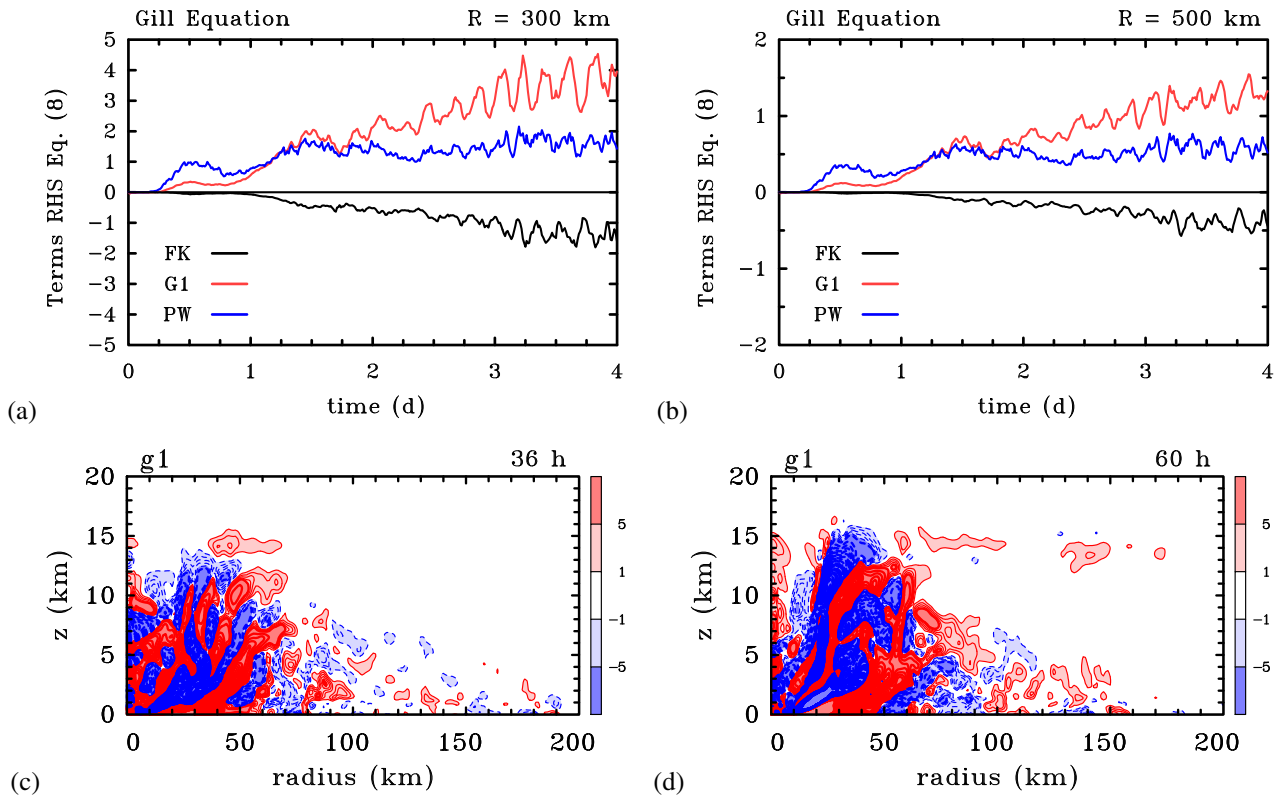 Gill Equation R = 300 km
Terms RHS Eq. (8)
5
4
3
2
1
0
−1
−2
−3
−4
−5
FK
G1
PW
0 1 2 3 4
time (d)
(a)
Gill Equation R = 500 km
Terms RHS Eq. (8)
2
1
0
−1
−2
FK
G1
PW
0 1 2 3 4
time (d)
(b)
g1 36 h
z (km)
20
15
10
5
0
0 50 100 150 200
radius (km)
5
1
−1
−5
(c)
g1 60 h
z (km)
20
15
10
5
0
0 50 100 150 200
radius (km)
5
1
−1
−5
(d)